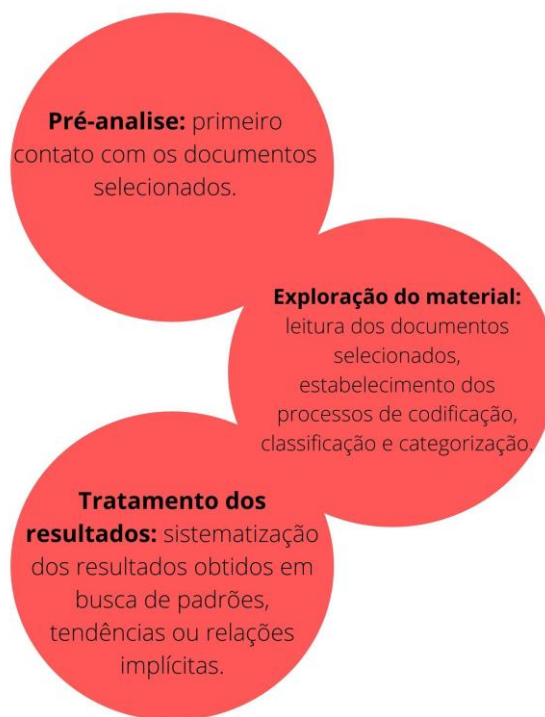 Pré-analise: primeiro
contato com os documentos
selecionados.
Exploração do material:
leitura dos documentos
selecionados,
estabelecimento dos
processos de codificação,
classificação e categorização.
Tratamento dos
resultados: sistematização
dos resultados obtidos em
busca de padrões,
tendências ou relações
implícitas.